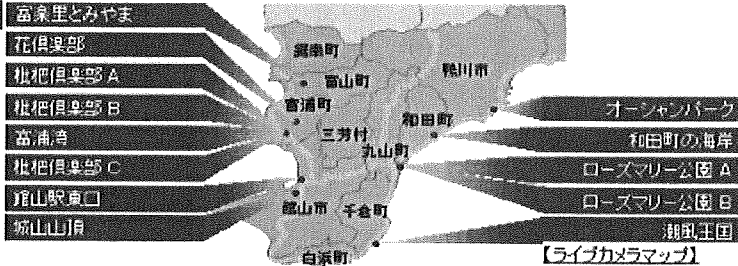 富楽里とみやま
花倶楽部
枇杷倶楽部 A
枇杷倶楽部 B
富浦湾
枇杷倶楽部 C
館山駅東口
城山山頂
鋸南町
富山町
鴨川市
富浦町
三芳村
和田町
丸山町
館山市
千倉町
白浜町
オーシャンパーク
和田町の海岸
ローズマリー公園 A
ローズマリー公園 B
潮風王国
【ライブカメラマップ】